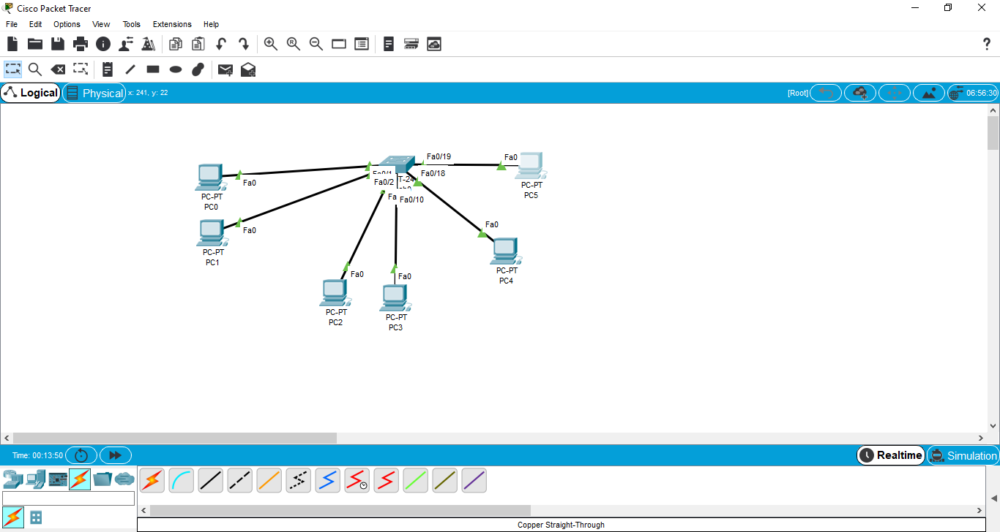 Cisco Packet Tracer
File Edit Options View Tools Extensions Help
Logical Physical x: 241, y: 22 [Root] 06:56:30
Fa0/19 Fa0
Fa0/1 Fa0/18
Fa0 Fa0/2 T-24
PC-PT
PC5
PC-PT
PC0
Fa Fa0/10
Fa0 Fa0
PC-PT
PC1
PC-PT
PC4
Fa0 Fa0
PC-PT
PC2
PC-PT
PC3
Time: 00:13:50 Realtime Simulation
Copper Straight-Through